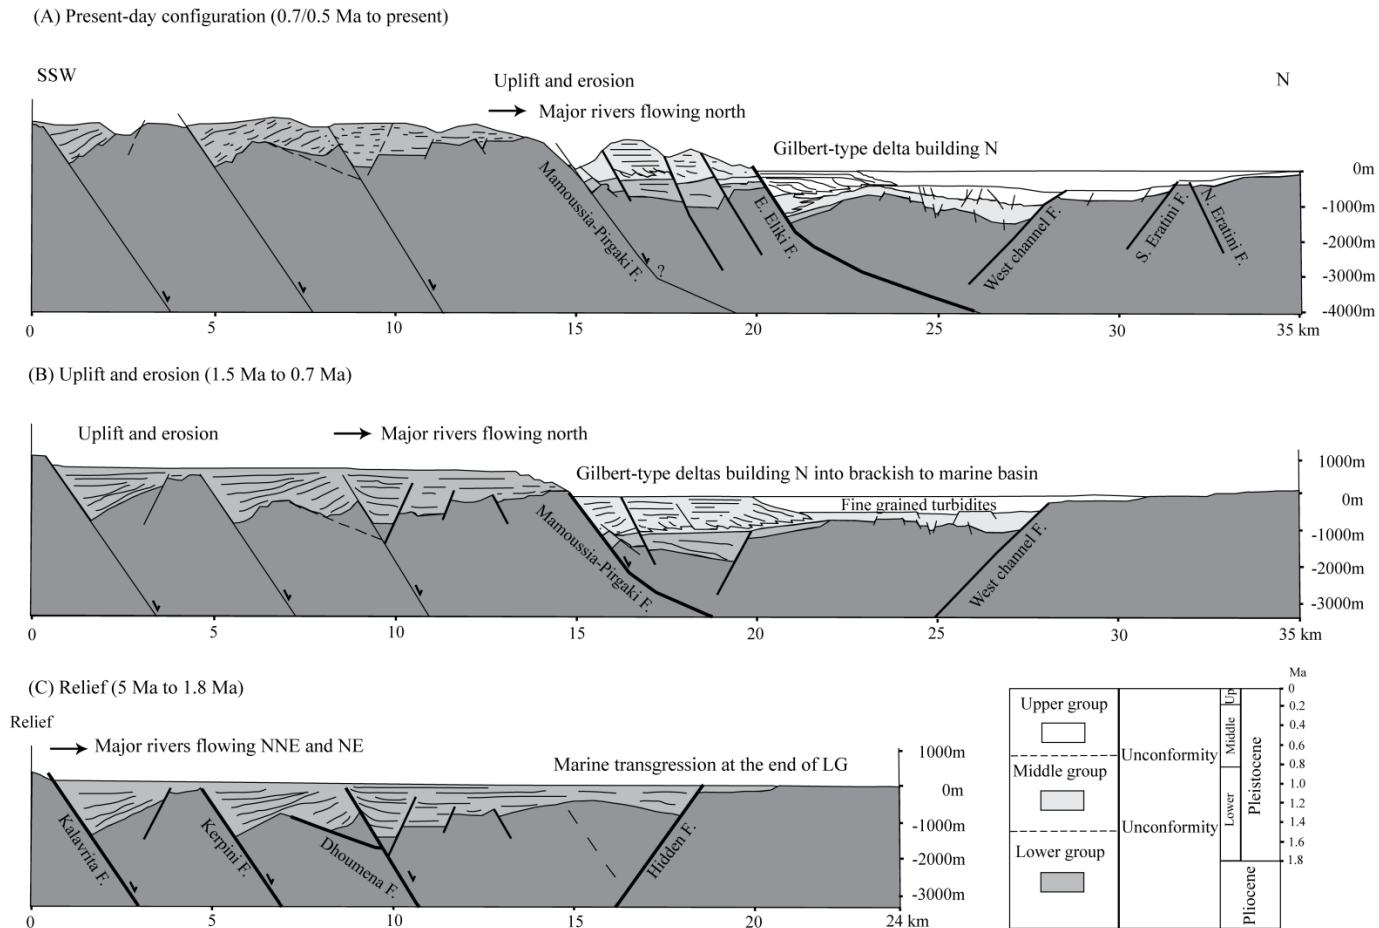 (A) Present-day configuration (0.7/0.5 Ma to present)
SSW
N
Uplift and erosion
Major rivers flowing north
Gilbert-type delta building N
Mamoussia-Pirgaki F.
?
E. Eliki F.
West channel F.
S. Eratini F.
N. Eratini F.
0m
-1000m
-2000m
-3000m
-4000m
0 5 10 15 20 25 30 35 km
(B) Uplift and erosion (1.5 Ma to 0.7 Ma)
Uplift and erosion
Major rivers flowing north
Gilbert-type deltas building N into brackish to marine basin
Fine grained turbidites
Mamoussia-Pirgaki F.
West channel F.
1000m
0m
-1000m
-2000m
-3000m
0 5 10 15 20 25 30 35 km
(C) Relief (5 Ma to 1.8 Ma)
Relief
Major rivers flowing NNE and NE
Marine transgression at the end of LG
Kalavrita F.
Kerpini F.
Dhoumena F.
Hidden F.
1000m
0m
-1000m
-2000m
-3000m
0 5 10 15 20 24 km
Upper group
Middle group
Lower group
Unconformity
Unconformity
Up
Middle
Lower
Pleistocene
Pliocene
Ma
0
0.2
0.4
0.6
0.8
1.0
1.2
1.4
1.6
1.8